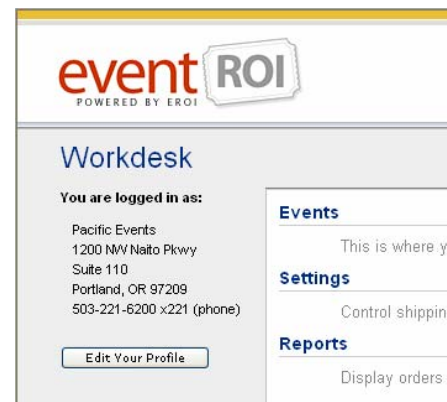 event ROI
POWERED BY EROI
Workdesk
You are logged in as:
Pacific Events
1200 NW Naito Pkwy
Suite 110
Portland, OR 97209
503-221-6200 x221 (phone)
Edit Your Profile
Events
This is where y
Settings
Control shippin
Reports
Display orders